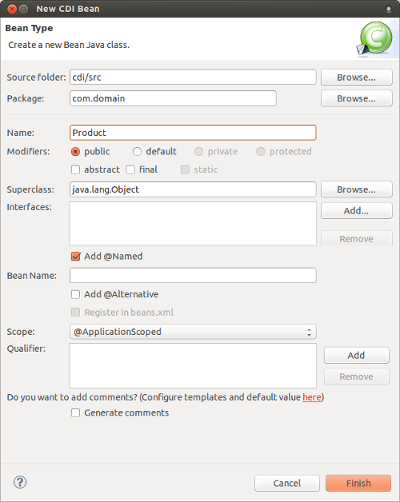 New CDI Bean
Bean Type
Create a new Bean Java class.
Source folder: cdi/src Browse...
Package: com.domain Browse...
Name: Product
Modifiers: public default private protected
abstract final static
Superclass: java.lang.Object Browse...
Interfaces: Add...
Remove
Add @Named
Bean Name:
Add @Alternative
Register in beans.xml
Scope: @ApplicationScoped
Qualifier: Add
Remove
Do you want to add comments? (Configure templates and default value here)
Generate comments
? Cancel Finish